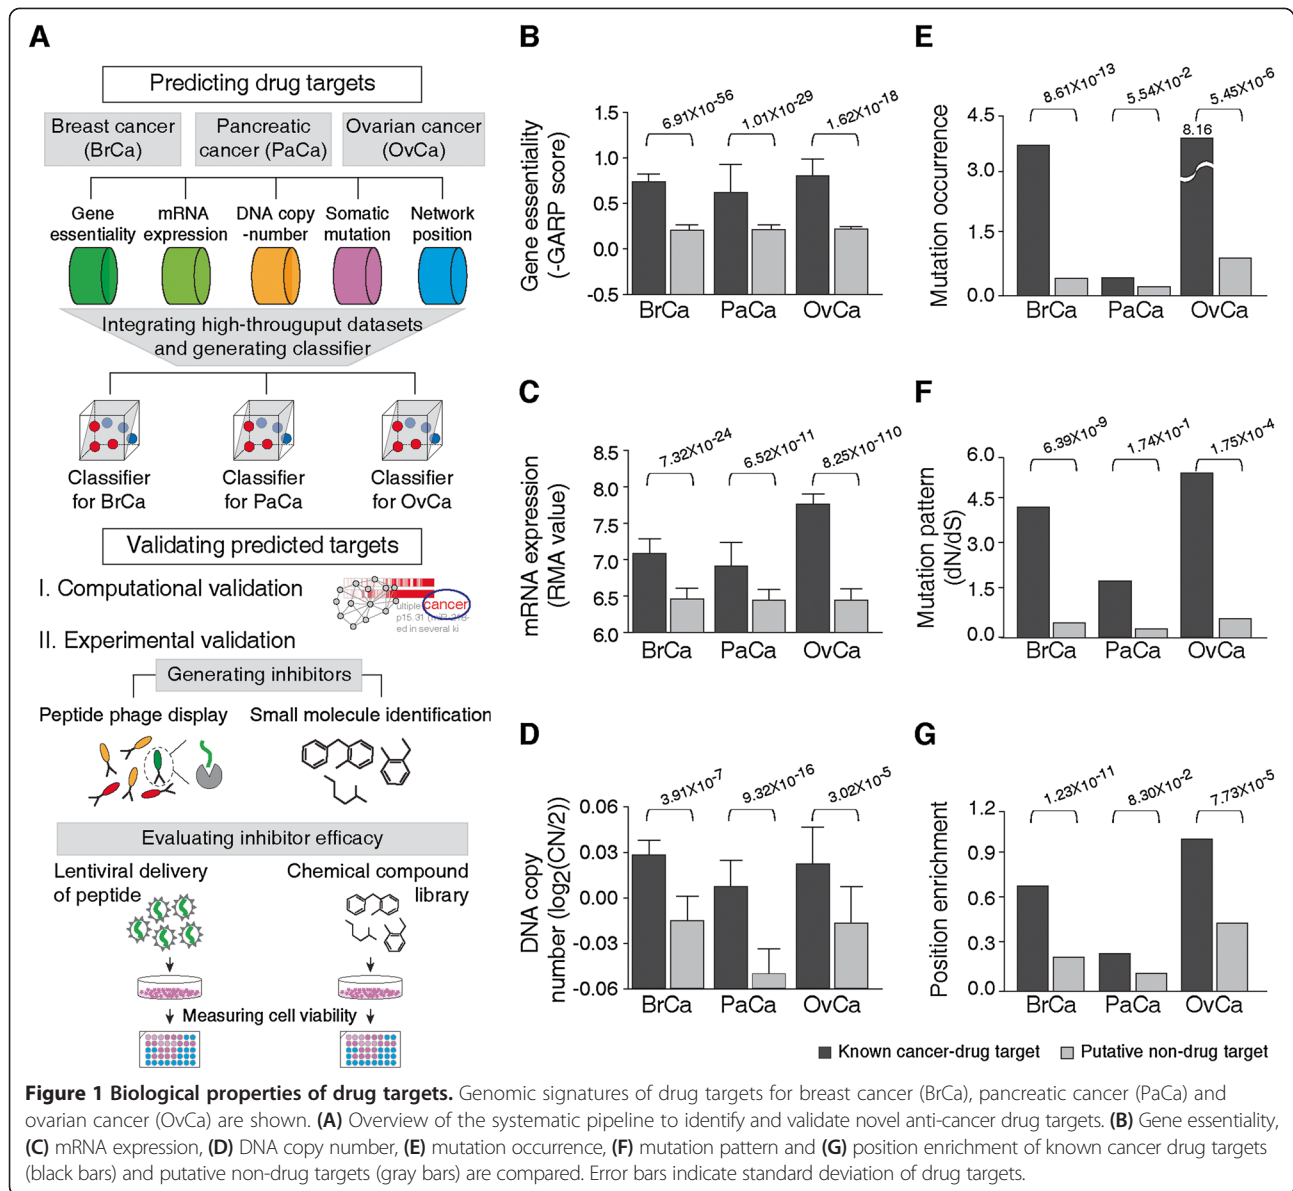 A
Predicting drug targets
Breast cancer (BrCa)
Pancreatic cancer (PaCa)
Ovarian cancer (OvCa)
Gene essentiality
mRNA expression
DNA copy -number
Somatic mutation
Network position
Integrating high-througuput datasets
and generating classifier
Classifier for BrCa
Classifier for PaCa
Classifier for OvCa
Validating predicted targets
I. Computational validation
ultiple cancer
p15.31 (miR-218-
ed in several ki
II. Experimental validation
Generating inhibitors
Peptide phage display
Small molecule identification
Evaluating inhibitor efficacy
Lentiviral delivery of peptide
Chemical compound library
Measuring cell viability
B
Gene essentiality
(-GARP score)
1.5
1.0
0.5
0.0
-0.5
6.91X10-56
1.01X10-29
1.62X10-18
BrCa PaCa OvCa
C
mRNA expression
(RMA value)
8.5
8.0
7.5
7.0
6.5
6.0
7.32X10-24
6.52X10-11
8.25X10-110
BrCa PaCa OvCa
D
DNA copy
number (log2(CN/2))
0.06
0.03
0.00
-0.03
-0.06
3.91X10-7
9.32X10-16
3.02X10-5
BrCa PaCa OvCa
E
Mutation occurrence
4.5
3.0
1.5
0.0
8.61X10-13
5.54X10-2
5.45X10-6
8.16
BrCa PaCa OvCa
F
Mutation pattern
(dN/dS)
6.0
4.5
3.0
1.5
0.0
6.39X10-9
1.74X10-1
1.75X10-4
BrCa PaCa OvCa
G
Position enrichment
1.2
0.9
0.6
0.3
0.0
1.23X10-11
8.30X10-2
7.73X10-5
BrCa PaCa OvCa
Known cancer-drug target
Putative non-drug target
Figure 1 Biological properties of drug targets. Genomic signatures of drug targets for breast cancer (BrCa), pancreatic cancer (PaCa) and
ovarian cancer (OvCa) are shown. (A) Overview of the systematic pipeline to identify and validate novel anti-cancer drug targets. (B) Gene essentiality,
(C) mRNA expression, (D) DNA copy number, (E) mutation occurrence, (F) mutation pattern and (G) position enrichment of known cancer drug targets
(black bars) and putative non-drug targets (gray bars) are compared. Error bars indicate standard deviation of drug targets.